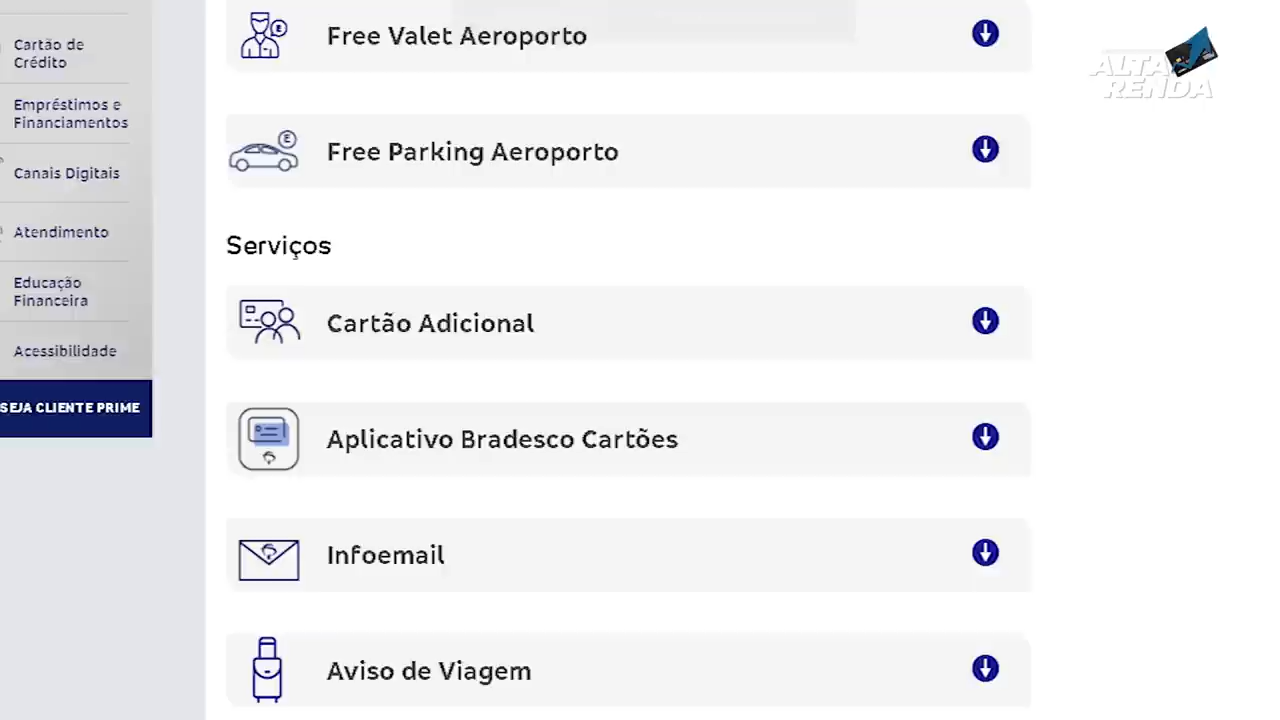 Cartão de
Crédito
Empréstimos e
Financiamentos
Canais Digitais
Atendimento
Educação
Financeira
Acessibilidade
SEJA CLIENTE PRIME
Free Valet Aeroporto
Free Parking Aeroporto
Serviços
Cartão Adicional
Aplicativo Bradesco Cartões
Infoemail
Aviso de Viagem
ALTA
RENDA